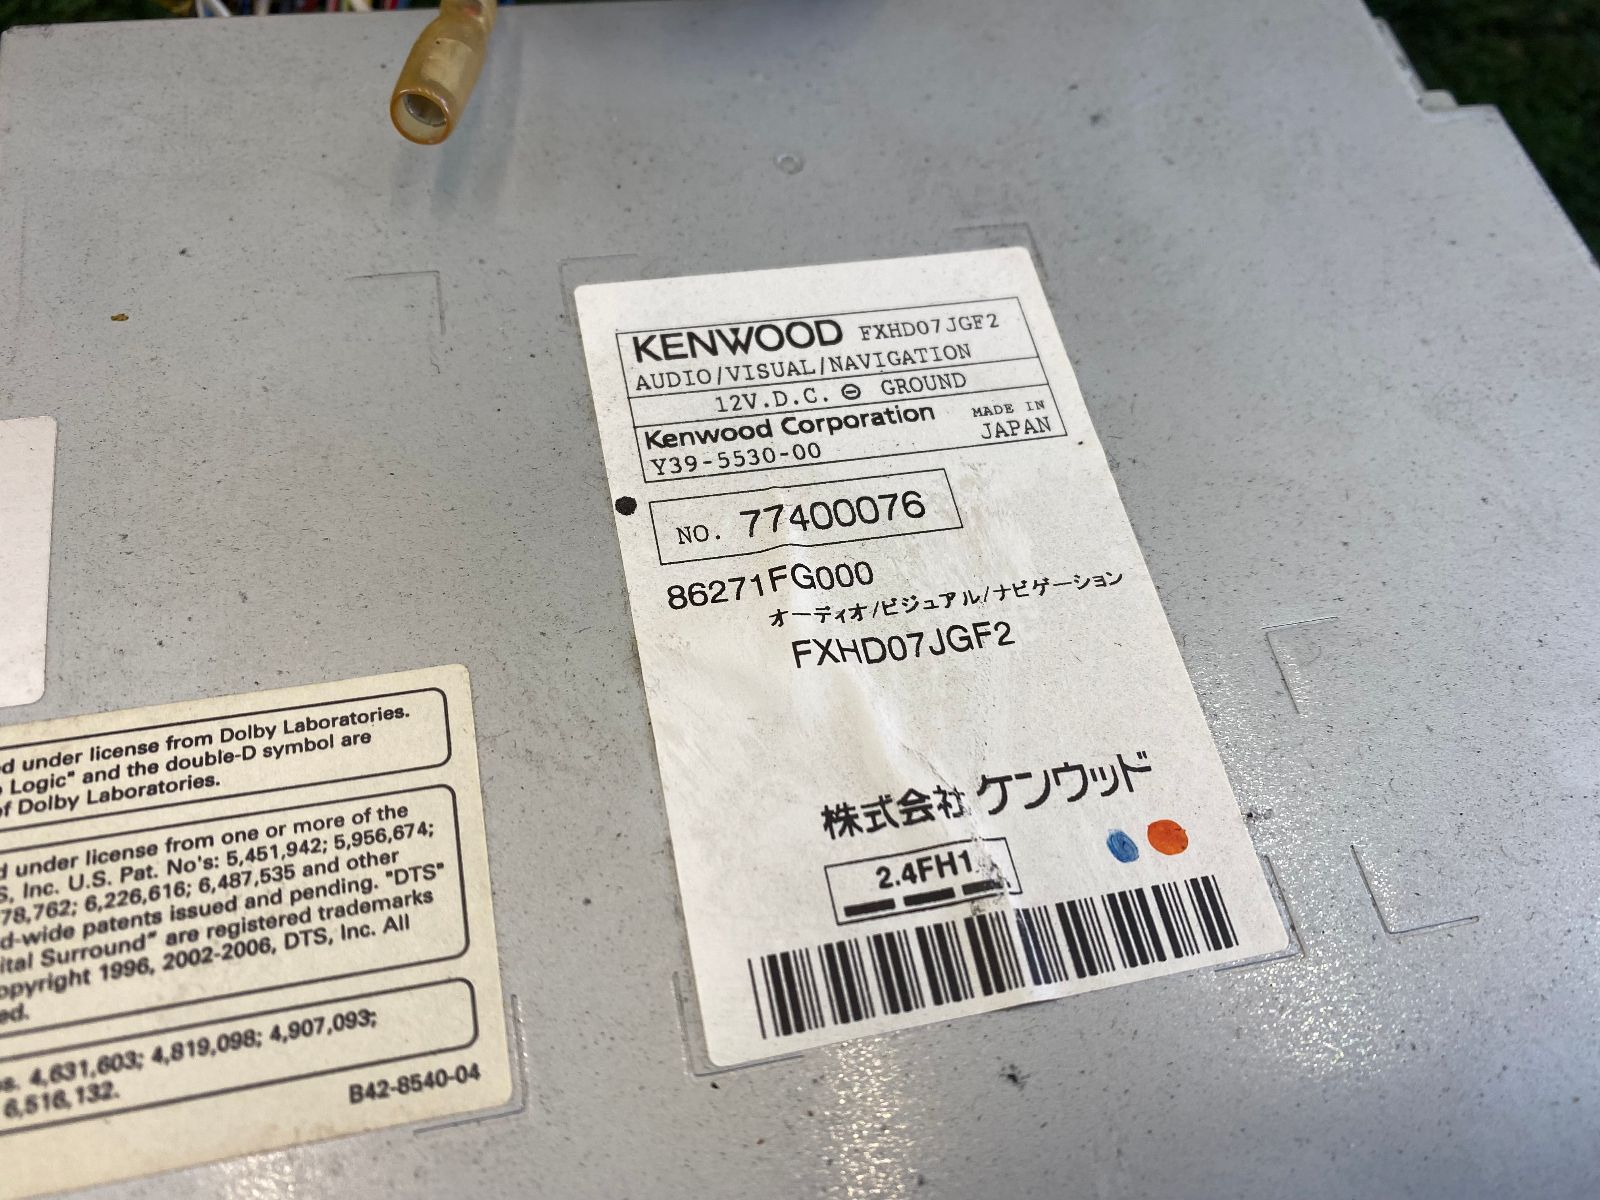 KENWOOD FXHD07JGF2
AUDIO/VISUAL/NAVIGATION
12V.D.C. ⊖ GROUND
Kenwood Corporation MADE IN
Y39-5530-00 JAPAN
NO. 77400076
86271FG000
オーディオ/ビジュアル/ナビゲーション
FXHD07JGF2
株式会社 ケンウッド
2.4FH1
under license from Dolby Laboratories.
Logic" and the double-D symbol are
of Dolby Laboratories.
under license from one or more of the
Inc. U.S. Pat. No's: 5,451,942; 5,956,674;
78,762; 6,226,616; 6,487,535 and other
d-wide patents issued and pending. "DTS"
ital Surround" are registered trademarks
opyright 1996, 2002-2006, DTS, Inc. All
ed.
s. 4,631,603; 4,819,098; 4,907,093;
6,516,132.
B42-8540-04